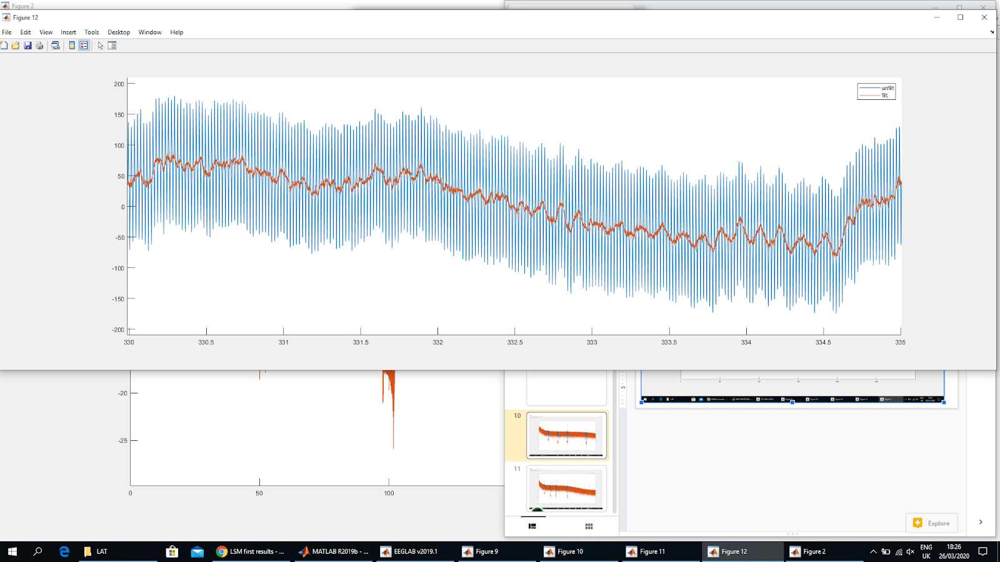 Figure 2
Figure 12
File Edit View Insert Tools Desktop Window Help
200
150
100
50
0
-50
-100
-150
-200
330 330.5 331 331.5 332 332.5 333 333.5 334 334.5 335
unfilt
filt
-20
-25
0 50 100
5
10
11
Explore
LAT
LSM first results - ...
MATLAB R2019b - ...
EEGLAB v2019.1
Figure 9
Figure 10
Figure 11
Figure 12
Figure 2
ENG
UK
18:26
26/03/2020